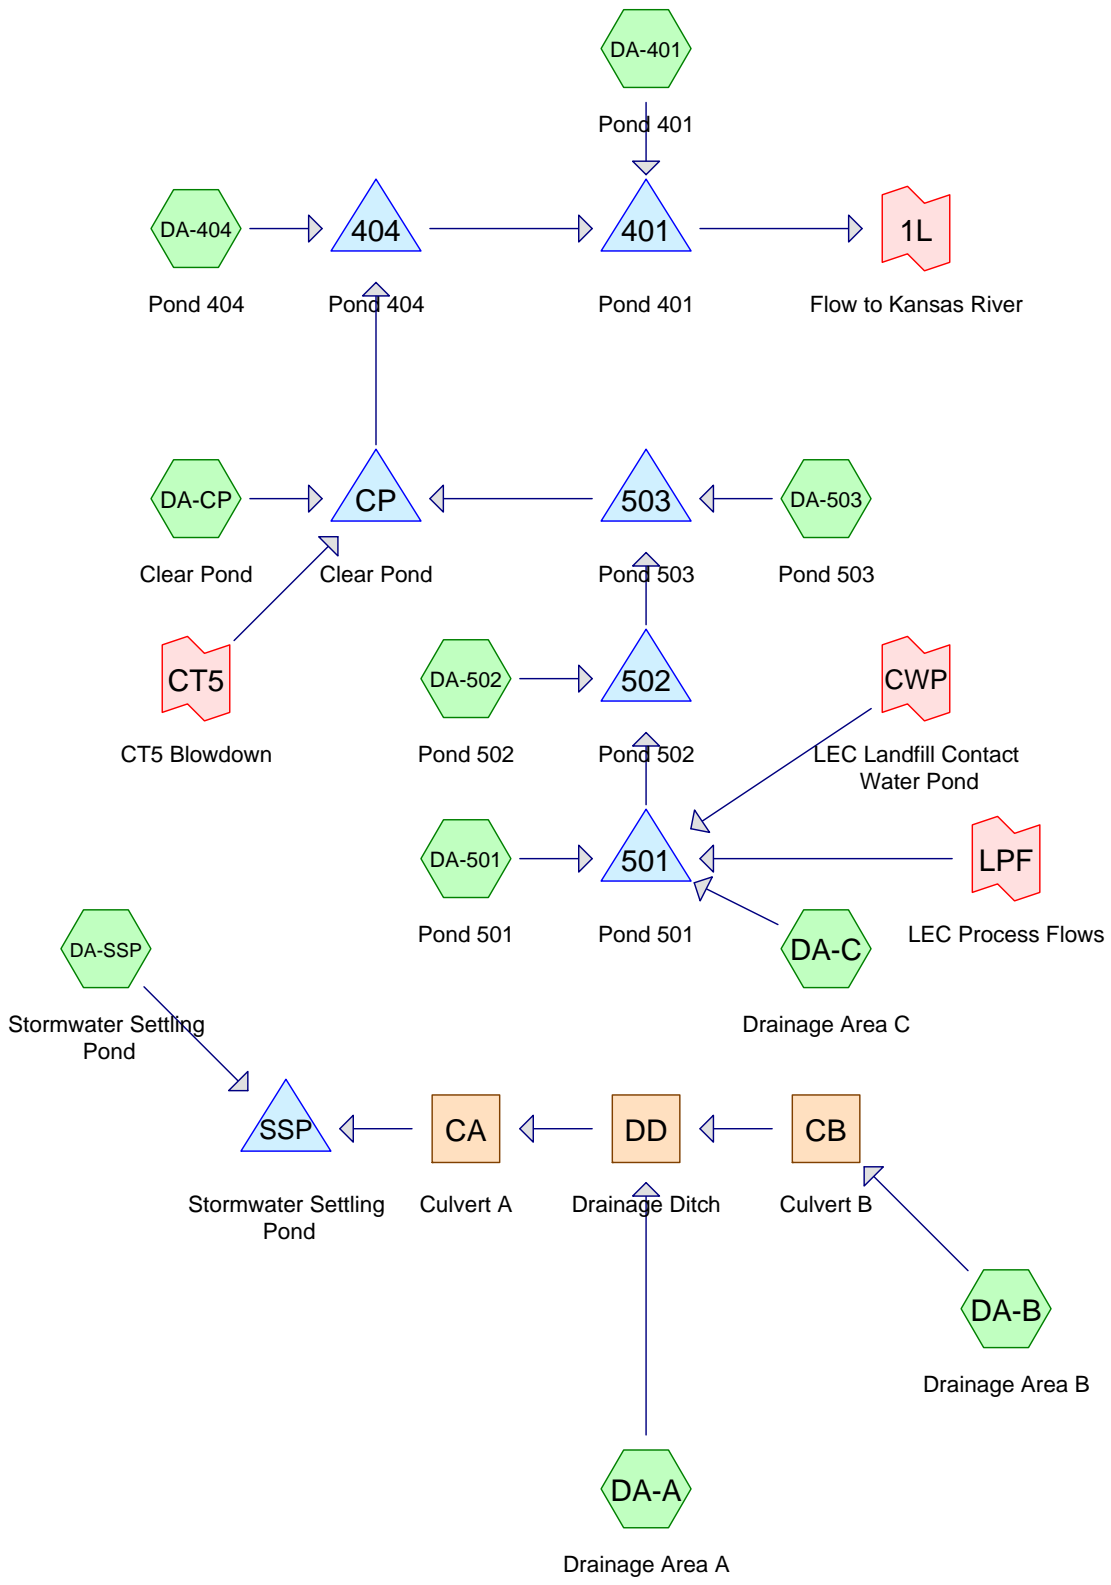 DA-401
Pond 401
DA-404
404
401
1L
Pond 404
Pond 404
Pond 401
Flow to Kansas River
DA-CP
CP
503
DA-503
Clear Pond
Clear Pond
Pond 503
Pond 503
CT5
DA-502
502
CWP
CT5 Blowdown
Pond 502
Pond 502
LEC Landfill Contact
Water Pond
DA-501
501
LPF
Pond 501
Pond 501
LEC Process Flows
DA-SSP
DA-C
Stormwater Settling
Pond
Drainage Area C
SSP
CA
DD
CB
Stormwater Settling
Pond
Culvert A
Drainage Ditch
Culvert B
DA-B
Drainage Area B
DA-A
Drainage Area A